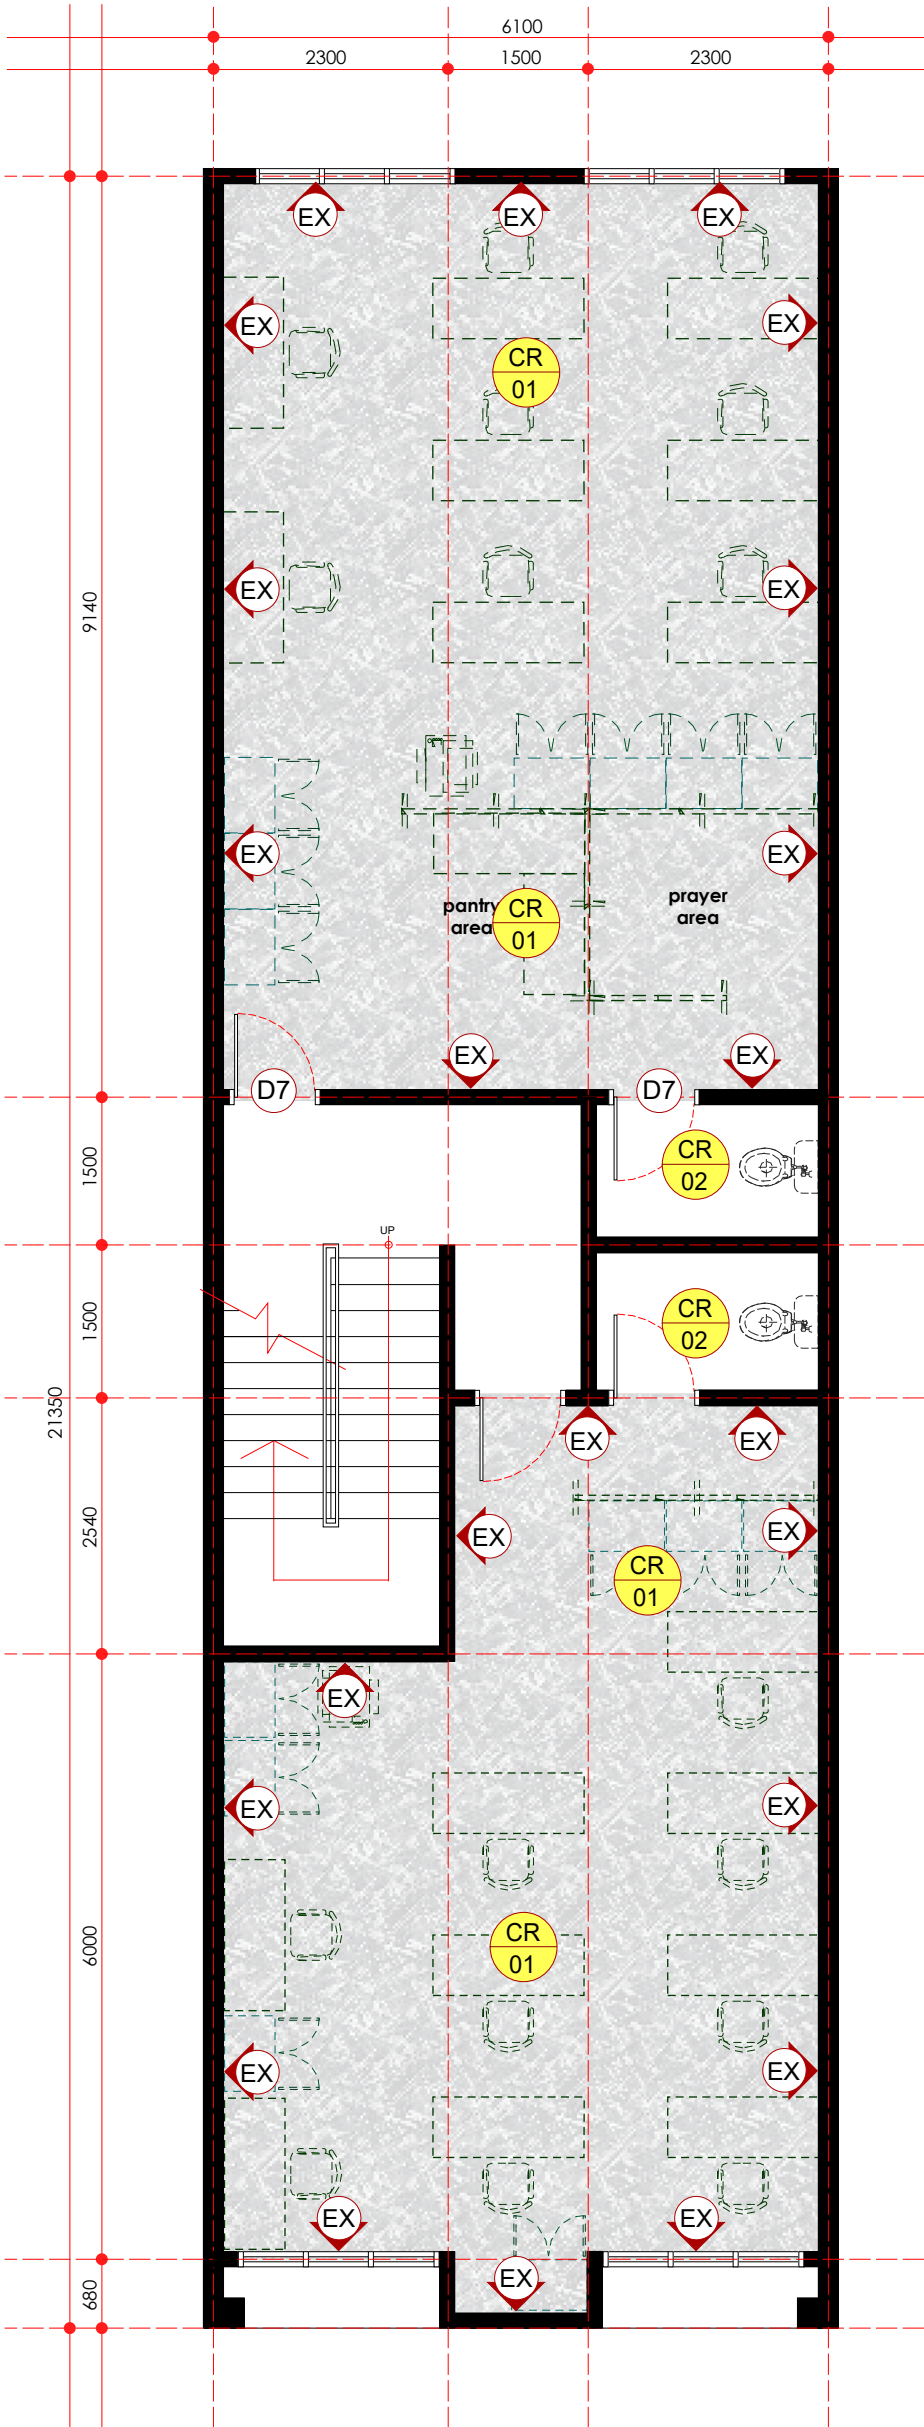 6100
2300 1500 2300
EX EX EX
EX EX
CR
01
EX EX
9140
EX EX
pantry
area
CR
01
prayer
area
EX EX
D7 D7
1500
CR
02
UP
1500
CR
02
21350
EX EX
2540
EX EX
CR
01
EX
EX EX
6000
CR
01
EX EX
EX EX
680
EX